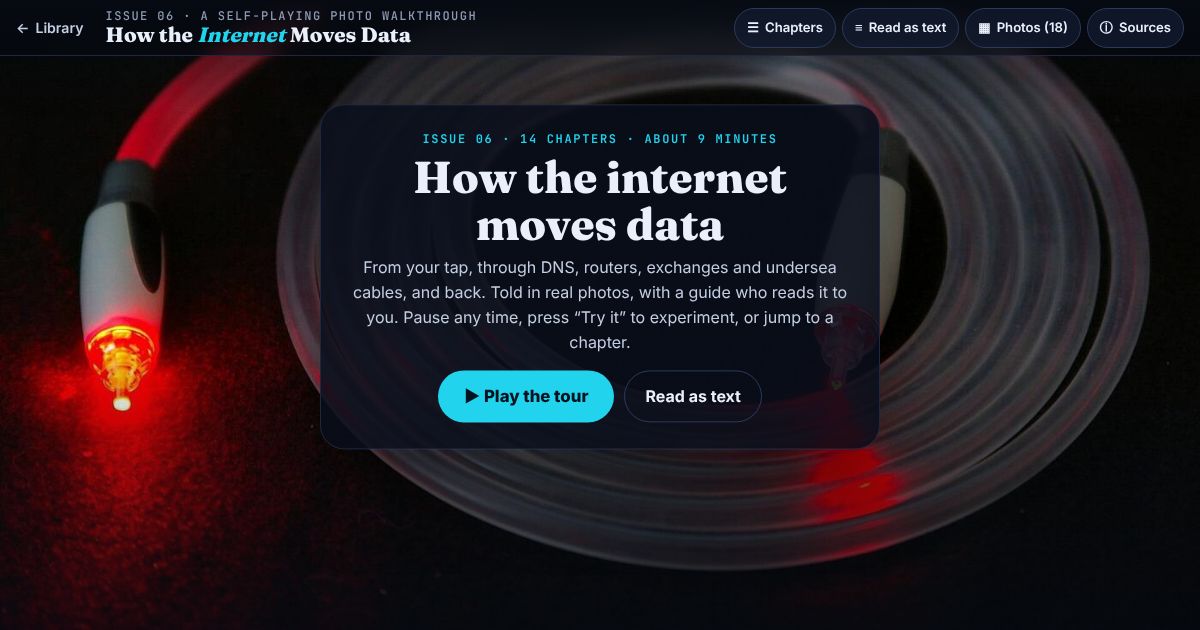 ← Library
ISSUE 06 · A SELF-PLAYING PHOTO WALKTHROUGH
How the Internet Moves Data
☰ Chapters
≡ Read as text
▦ Photos (18)
ⓘ Sources
ISSUE 06 · 14 CHAPTERS · ABOUT 9 MINUTES
How the internet
moves data
From your tap, through DNS, routers, exchanges and undersea
cables, and back. Told in real photos, with a guide who reads it to
you. Pause any time, press “Try it” to experiment, or jump to a
chapter.
▶ Play the tour
Read as text